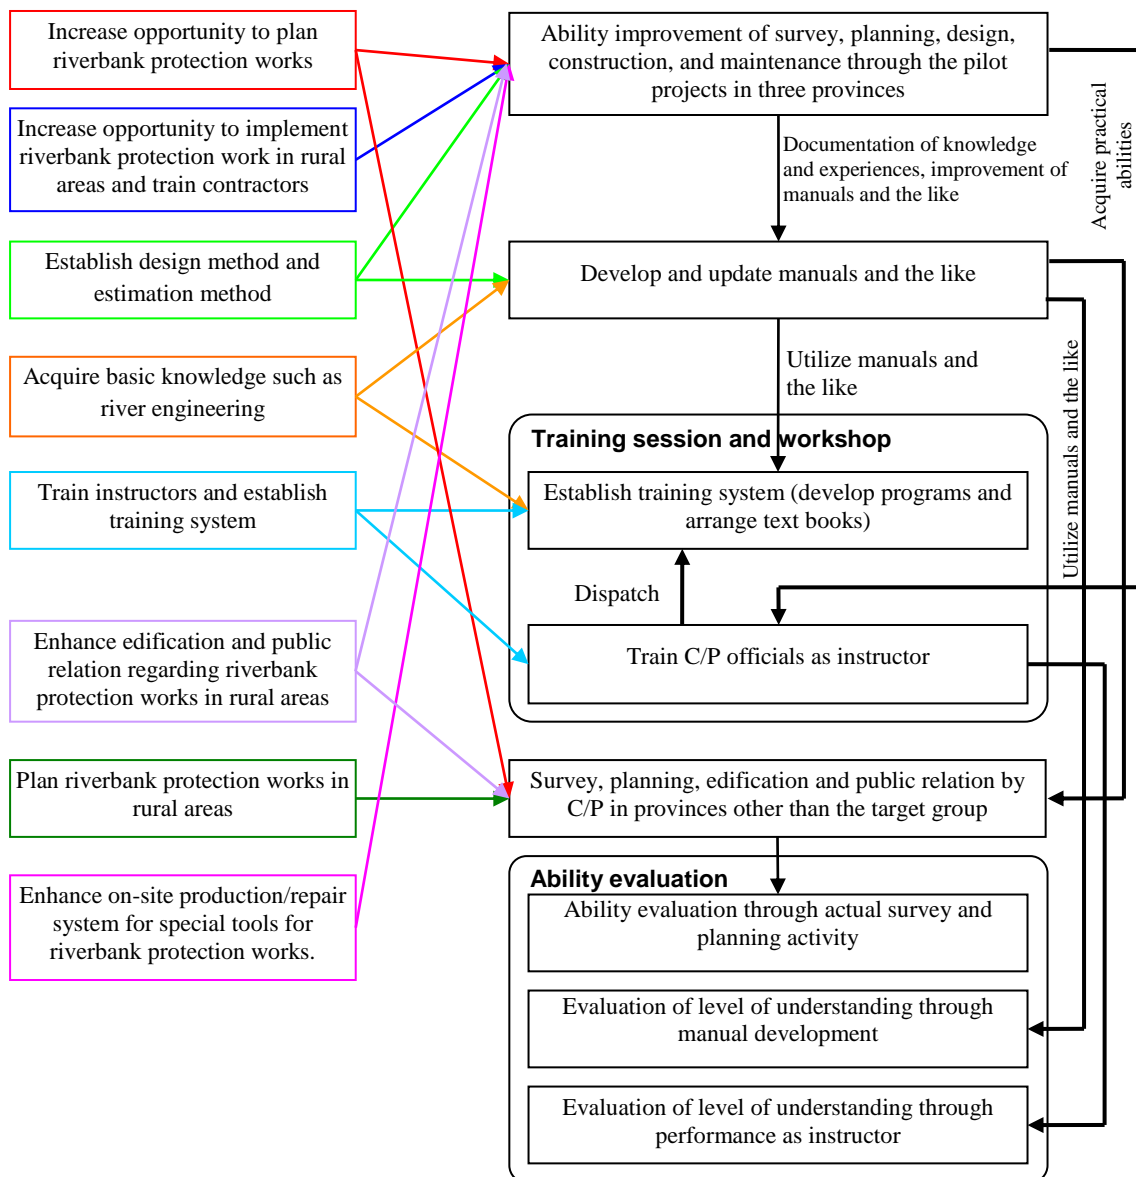 Increase opportunity to plan
riverbank protection works
Increase opportunity to implement
riverbank protection work in rural
areas and train contractors
Establish design method and
estimation method
Acquire basic knowledge such as
river engineering
Train instructors and establish
training system
Enhance edification and public
relation regarding riverbank
protection works in rural areas
Plan riverbank protection works in
rural areas
Enhance on-site production/repair
system for special tools for
riverbank protection works.
Ability improvement of survey, planning, design,
construction, and maintenance through the pilot
projects in three provinces
Documentation of knowledge
and experiences, improvement of
manuals and the like
Acquire practical
abilities
Develop and update manuals and the like
Utilize manuals and
the like
Utilize manuals and the like
Training session and workshop
Establish training system (develop programs and
arrange text books)
Dispatch
Train C/P officials as instructor
Survey, planning, edification and public relation by
C/P in provinces other than the target group
Ability evaluation
Ability evaluation through actual survey and
planning activity
Evaluation of level of understanding through
manual development
Evaluation of level of understanding through
performance as instructor